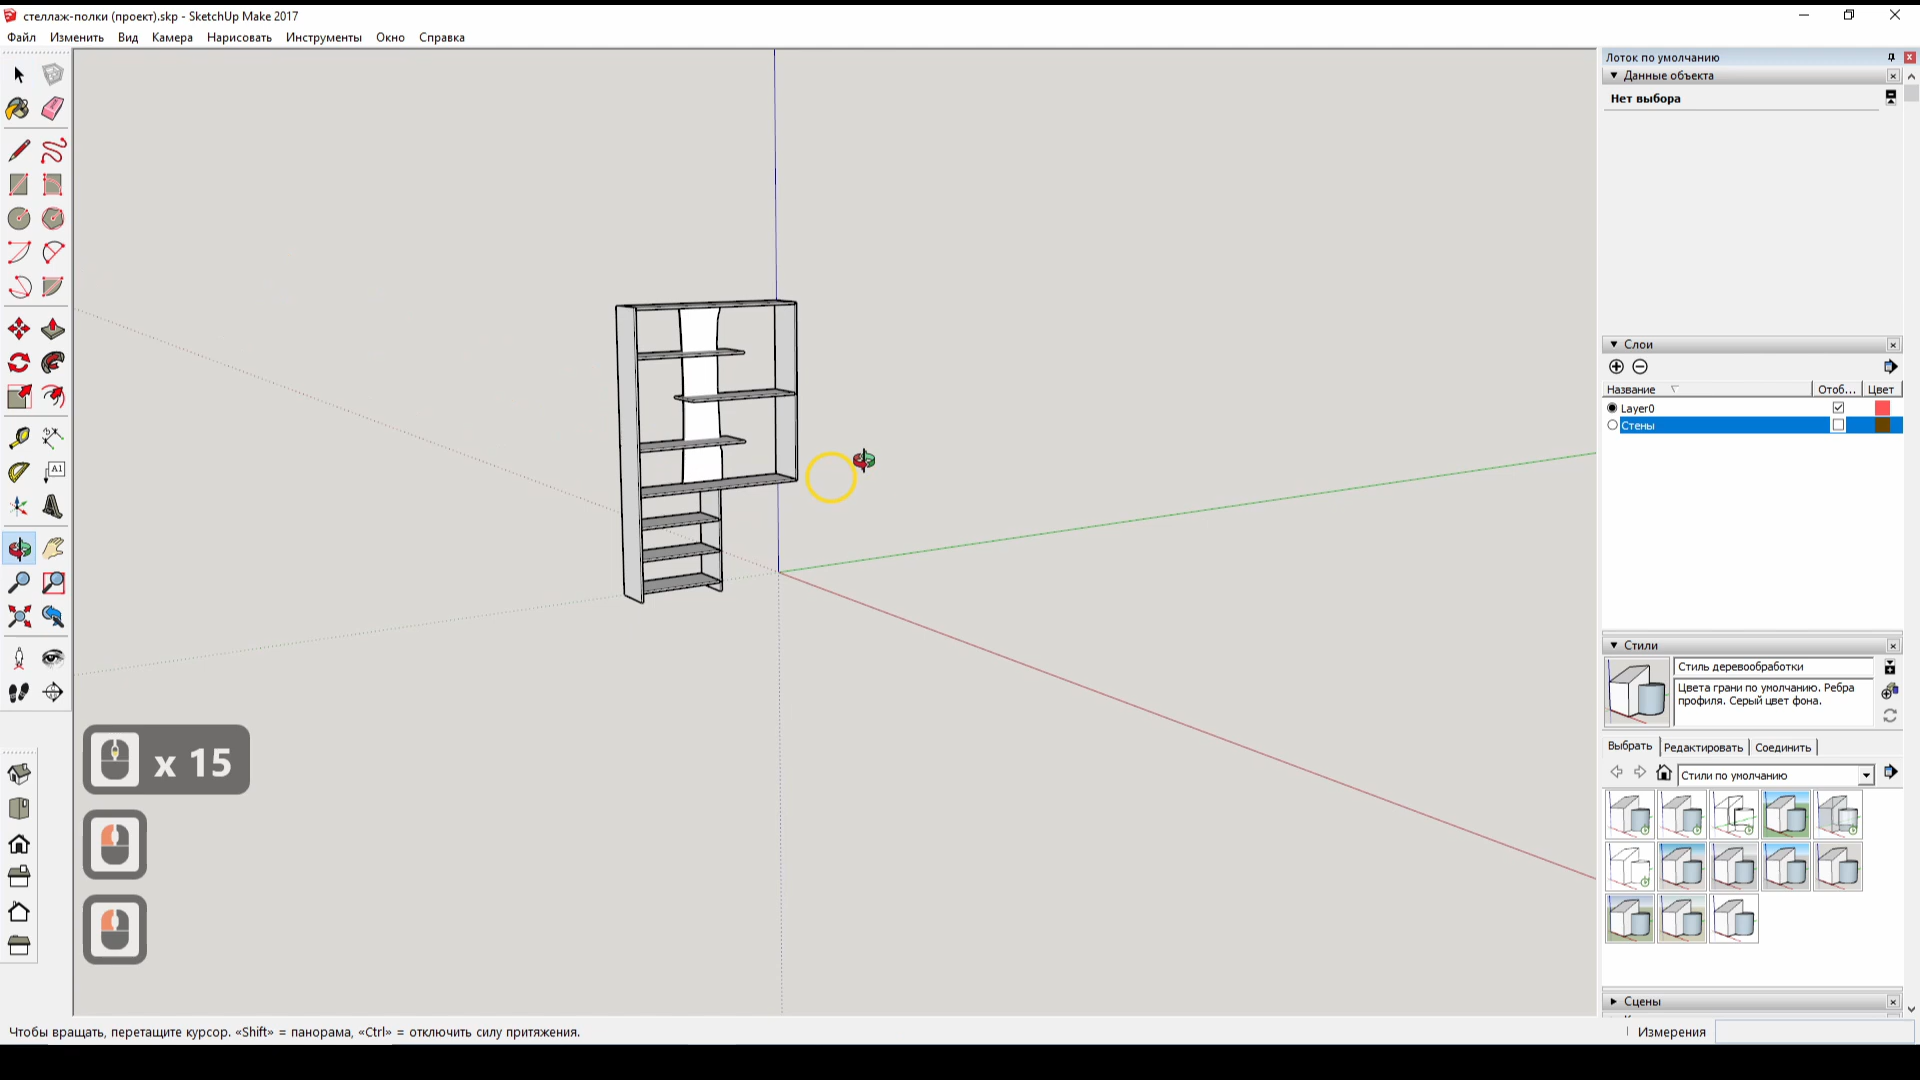 стеллаж-полки (проект).skp - SketchUp Make 2017
Файл Изменить Вид Камера Нарисовать Инструменты Окно Справка
Лоток по умолчанию
Данные объекта
Нет выбора
A1
Слои
Название Отоб... Цвет
Layer0
Стены
Стили
Стиль деревообработки
Цвета грани по умолчанию. Ребра
профиля. Серый цвет фона.
Выбрать Редактировать Соединить
Стили по умолчанию
x 15
Сцены
Чтобы вращать, перетащите курсор. «Shift» = панорама, «Ctrl» = отключить силу притяжения.
Измерения